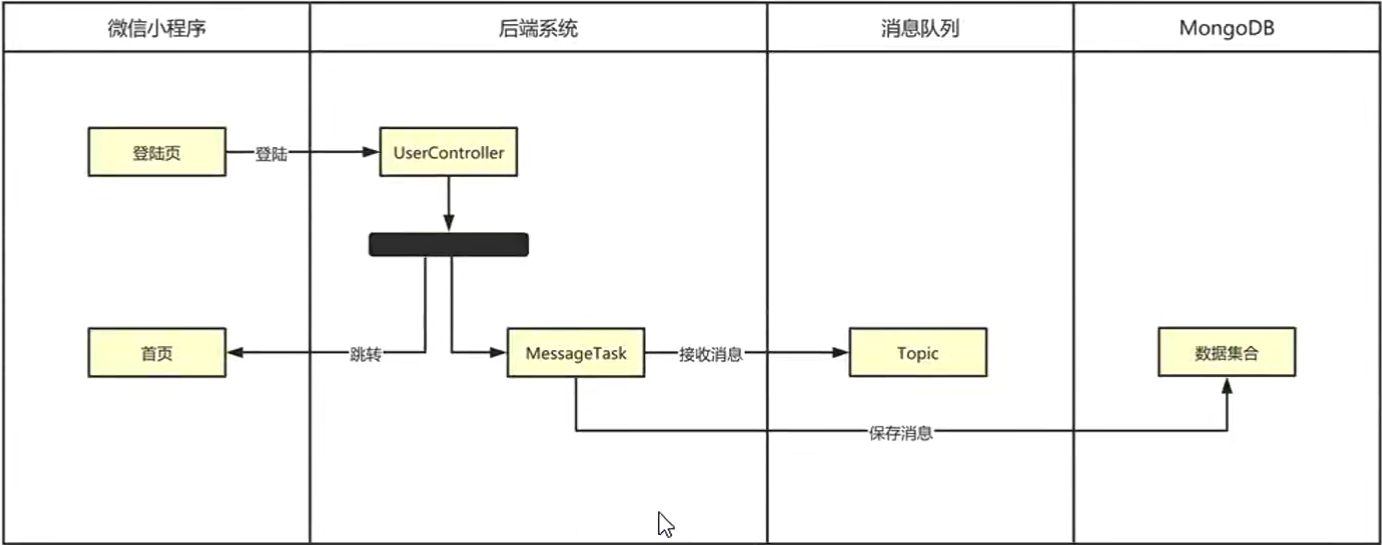 微信小程序
后端系统
消息队列
MongoDB
登陆页
登陆
UserController
首页
跳转
MessageTask
接收消息
Topic
数据集合
保存消息